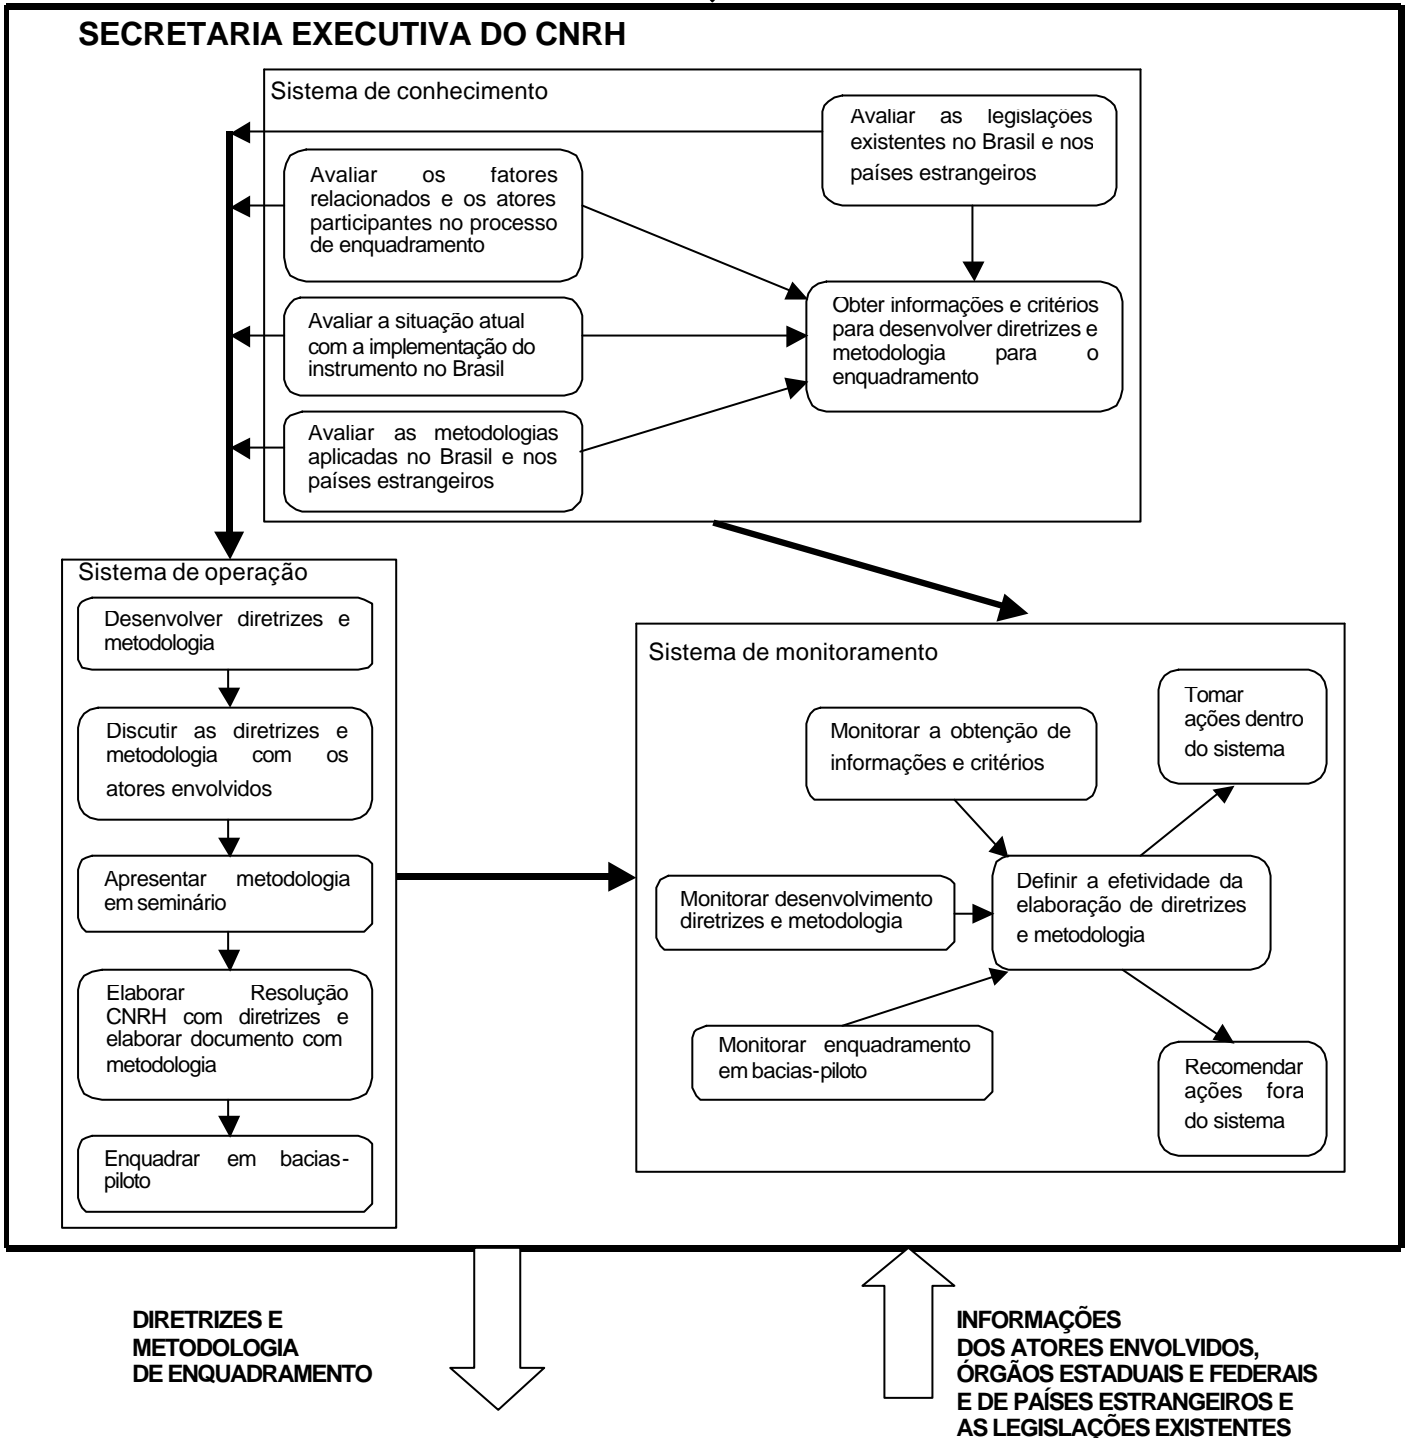 SECRETARIA EXECUTIVA DO CNRH
Sistema de conhecimento
Avaliar as legislações
existentes no Brasil e nos
países estrangeiros
Avaliar os fatores
relacionados e os atores
participantes no processo
de enquadramento
Avaliar a situação atual
com a implementação do
instrumento no Brasil
Avaliar as metodologias
aplicadas no Brasil e nos
países estrangeiros
Obter informações e critérios
para desenvolver diretrizes e
metodologia para o
enquadramento
Sistema de operação
Desenvolver diretrizes e
metodologia
Discutir as diretrizes e
metodologia com os
atores envolvidos
Apresentar metodologia
em seminário
Elaborar Resolução
CNRH com diretrizes e
elaborar documento com
metodologia
Enquadrar em bacias-
piloto
Sistema de monitoramento
Monitorar a obtenção de
informações e critérios
Monitorar desenvolvimento
diretrizes e metodologia
Monitorar enquadramento
em bacias-piloto
Definir a efetividade da
elaboração de diretrizes
e metodologia
Tomar
ações dentro
do sistema
Recomendar
ações fora
do sistema
DIRETRIZES E
METODOLOGIA
DE ENQUADRAMENTO
INFORMAÇÕES
DOS ATORES ENVOLVIDOS,
ÓRGÃOS ESTADUAIS E FEDERAIS
E DE PAÍSES ESTRANGEIROS E
AS LEGISLAÇÕES EXISTENTES